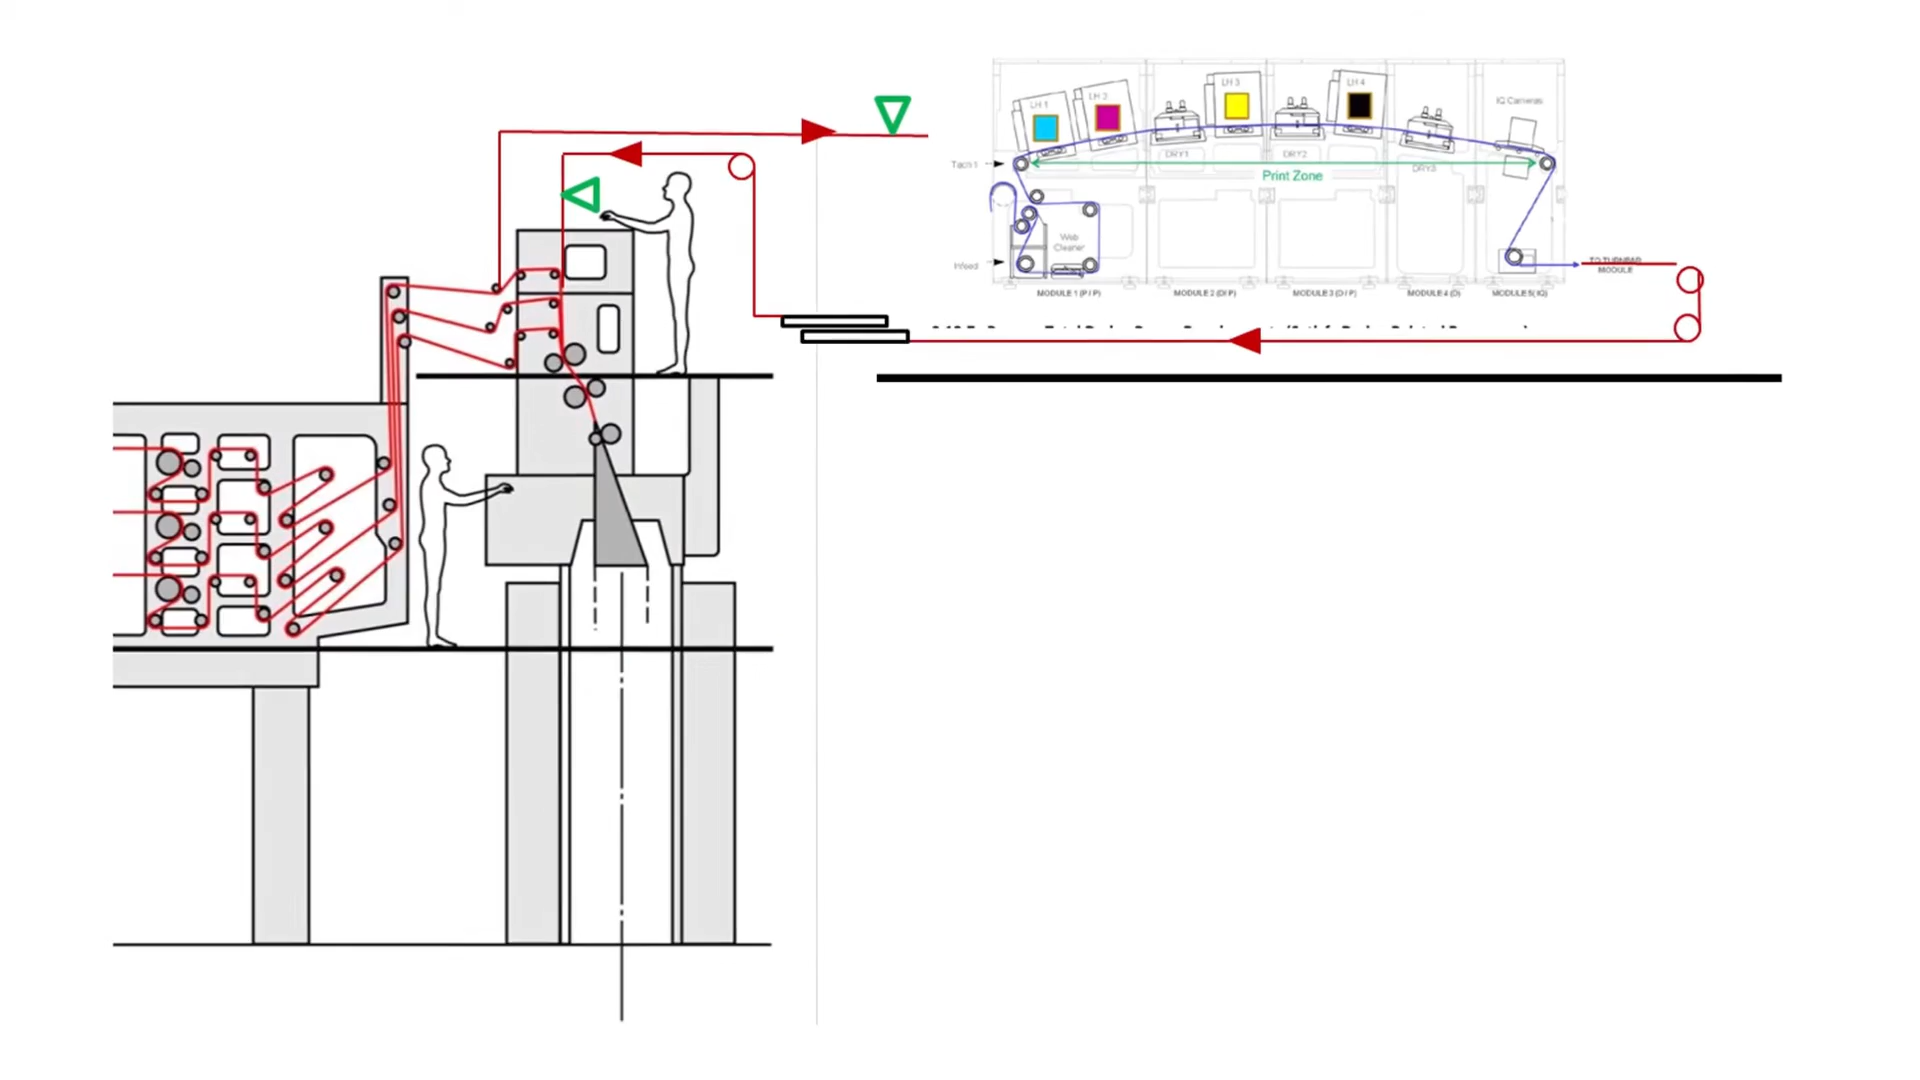 LH 1
LH 2
LH 3
LH 4
IQ Cameras
DRY1
DRY2
DRY3
Tach 1
Print Zone
Web
Cleaner
Infeed
TO TURNBAR
MODULE
MODULE 1 (P / P)
MODULE 2 (D/ P)
MODULE 3 (D / P)
MODULE 4 (D)
MODULE 5( IQ)